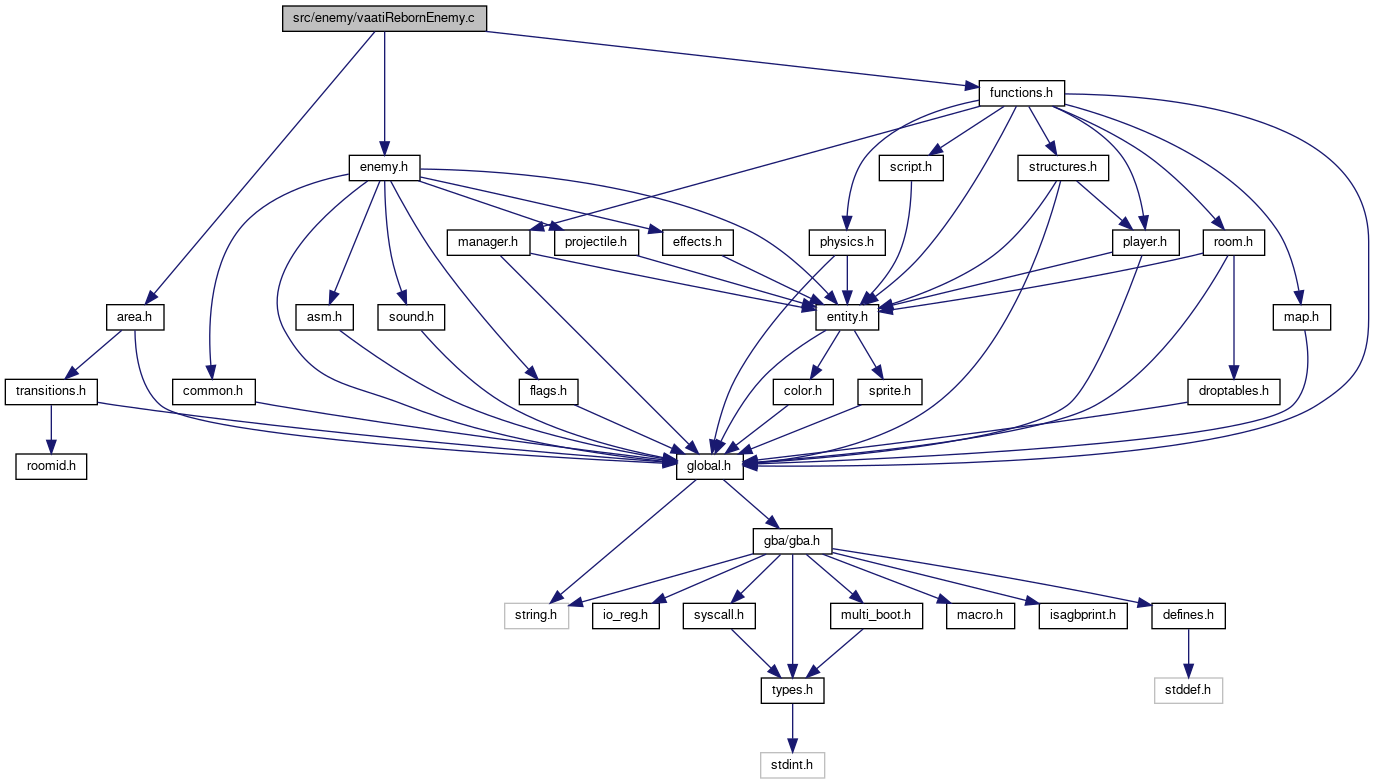 src/enemy/vaatiRebornEnemy.c
functions.h
enemy.h
script.h
structures.h
manager.h
projectile.h
effects.h
physics.h
player.h
room.h
area.h
asm.h
sound.h
entity.h
map.h
transitions.h
common.h
flags.h
color.h
sprite.h
droptables.h
roomid.h
global.h
gba/gba.h
string.h
io_reg.h
syscall.h
multi_boot.h
macro.h
isagbprint.h
defines.h
types.h
stddef.h
stdint.h